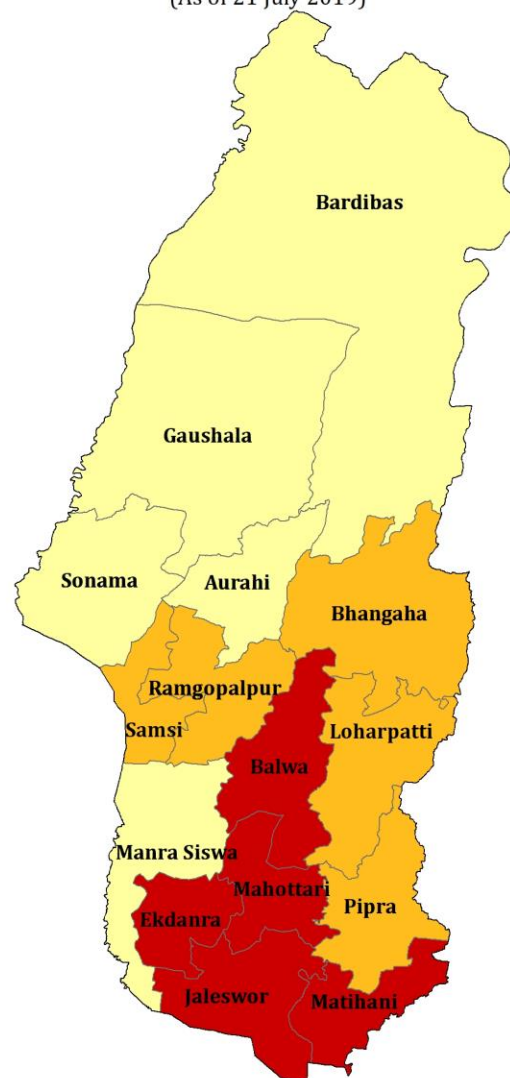 (As of 21 July 2019)
Bardibas
Gaushala
Sonama
Aurahi
Bhangaha
Ramgopalpur
Samsi
Loharpatti
Balwa
Manra Siswa
Mahottari
Ekdanra
Pipra
Jaleswor
Matihani